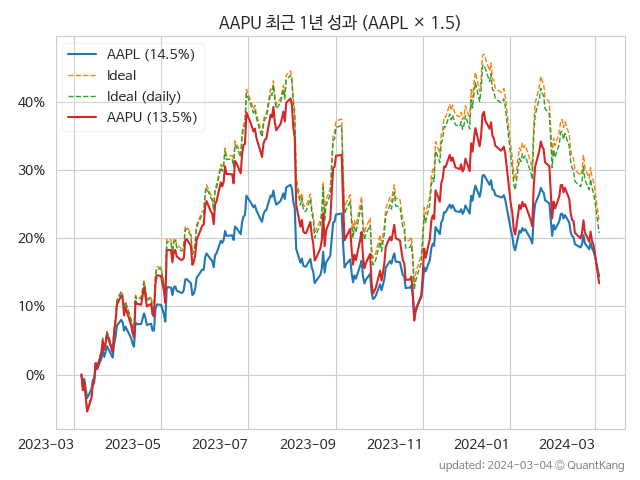 AAPU 최근 1년 성과 (AAPL × 1.5)
AAPL (14.5%)
Ideal
Ideal (daily)
AAPU (13.5%)
40%
30%
20%
10%
0%
2023-03 2023-05 2023-07 2023-09 2023-11 2024-01 2024-03
updated: 2024-03-04 © QuantKang